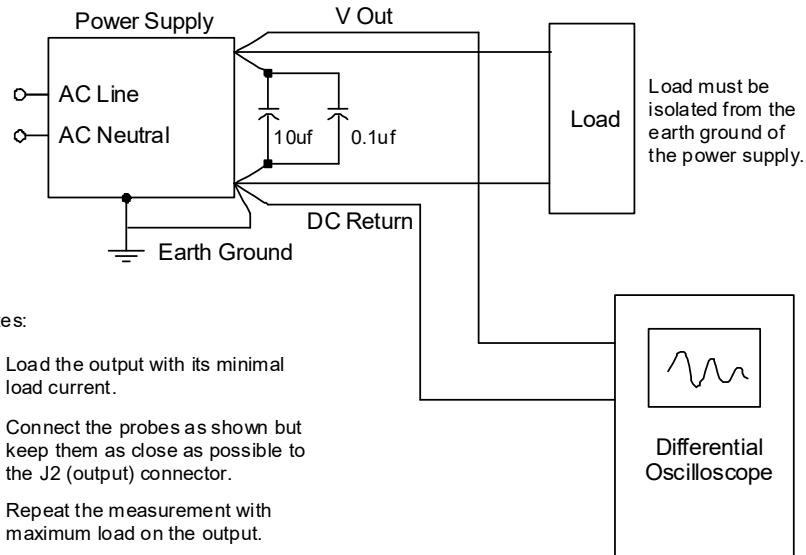 Power Supply
V Out
AC Line
AC Neutral
10uf
0.1uf
Load
Load must be
isolated from the
earth ground of
the power supply.
DC Return
Earth Ground
tes:
Load the output with its minimal
load current.
Connect the probes as shown but
keep them as close as possible to
the J2 (output) connector.
Repeat the measurement with
maximum load on the output.
Differential
Oscilloscope